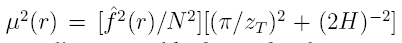 μ²(r) = [f̂²(r)/N²][(π/z_T)² + (2H)⁻²]